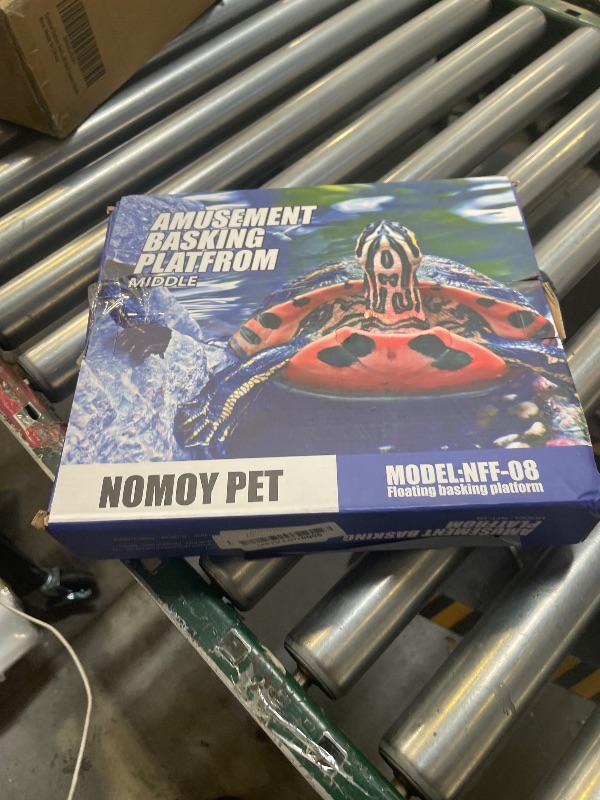 AMUSEMENT
BASKING
PLATFROM
MIDDLE
NOMOY PET
MODEL:NFF-08
Floating basking platform
AMUSEMENT BASKING
PLATFROM